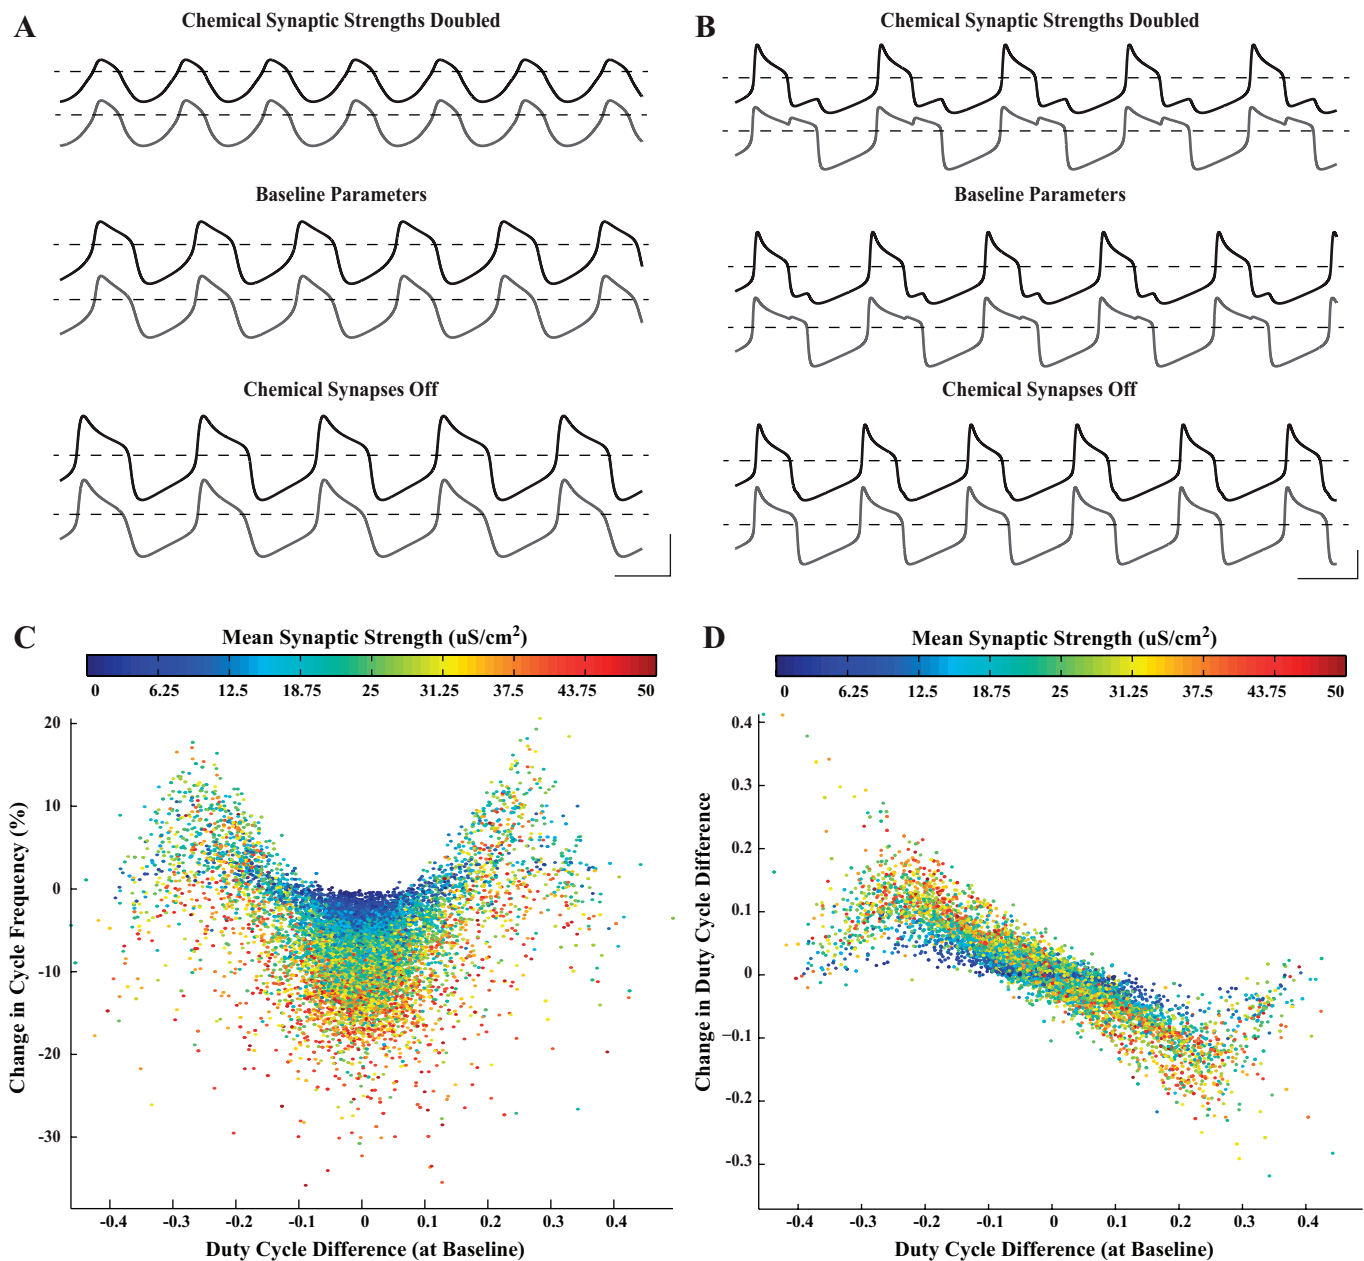 A
Chemical Synaptic Strengths Doubled
Baseline Parameters
Chemical Synapses Off
B
Chemical Synaptic Strengths Doubled
Baseline Parameters
Chemical Synapses Off
C
Mean Synaptic Strength (uS/cm²)
0 6.25 12.5 18.75 25 31.25 37.5 43.75 50
Change in Cycle Frequency (%)
20
10
0
-10
-20
-30
-0.4 -0.3 -0.2 -0.1 0 0.1 0.2 0.3 0.4
Duty Cycle Difference (at Baseline)
D
Mean Synaptic Strength (uS/cm²)
0 6.25 12.5 18.75 25 31.25 37.5 43.75 50
Change in Duty Cycle Difference
0.4
0.3
0.2
0.1
0
-0.1
-0.2
-0.3
-0.4 -0.3 -0.2 -0.1 0 0.1 0.2 0.3 0.4
Duty Cycle Difference (at Baseline)